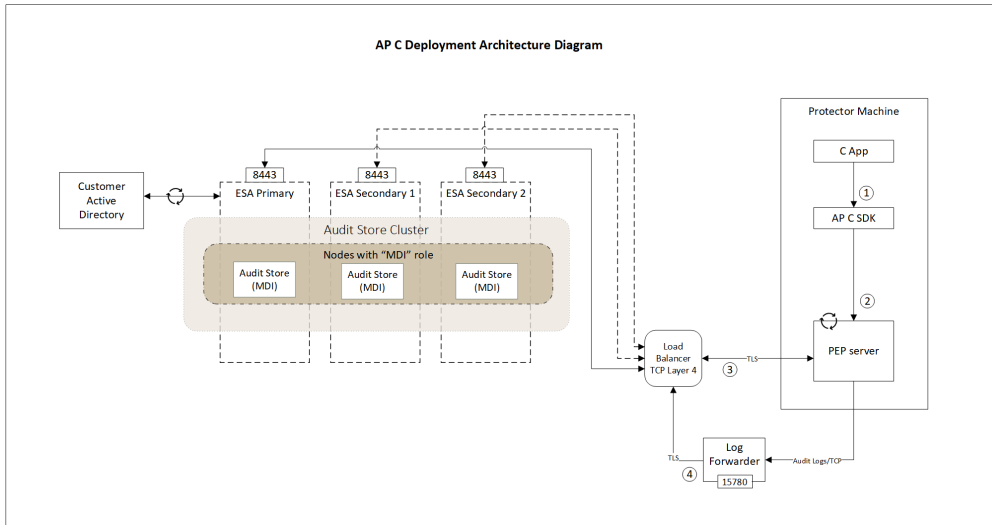 AP C Deployment Architecture Diagram
Protector Machine
C App
1
AP C SDK
2
PEP server
8443
8443
8443
Customer
Active
Directory
ESA Primary
ESA Secondary 1
ESA Secondary 2
Audit Store Cluster
Nodes with “MDI” role
Audit Store
(MDI)
Audit Store
(MDI)
Audit Store
(MDI)
Load
Balancer
TCP Layer 4
TLS
3
Log
Forwarder
15780
TLS
4
Audit Logs/TCP